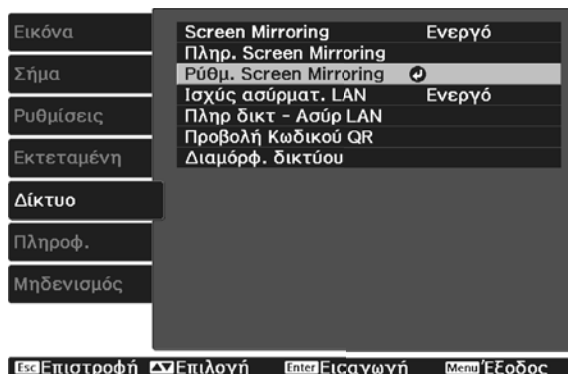 Εικόνα
Σήμα
Ρυθμίσεις
Εκτεταμένη
Δίκτυο
Πληροφ.
Μηδενισμός
Screen Mirroring Ενεργό
Πληρ. Screen Mirroring
Ρύθμ. Screen Mirroring
Ισχύς ασύρματ. LAN Ενεργό
Πληρ δικτ - Ασύρ LAN
Προβολή Κωδικού QR
Διαμόρφ. δικτύου
Esc Επιστροφή Επιλογή Enter Εισαγωγή Menu Έξοδος